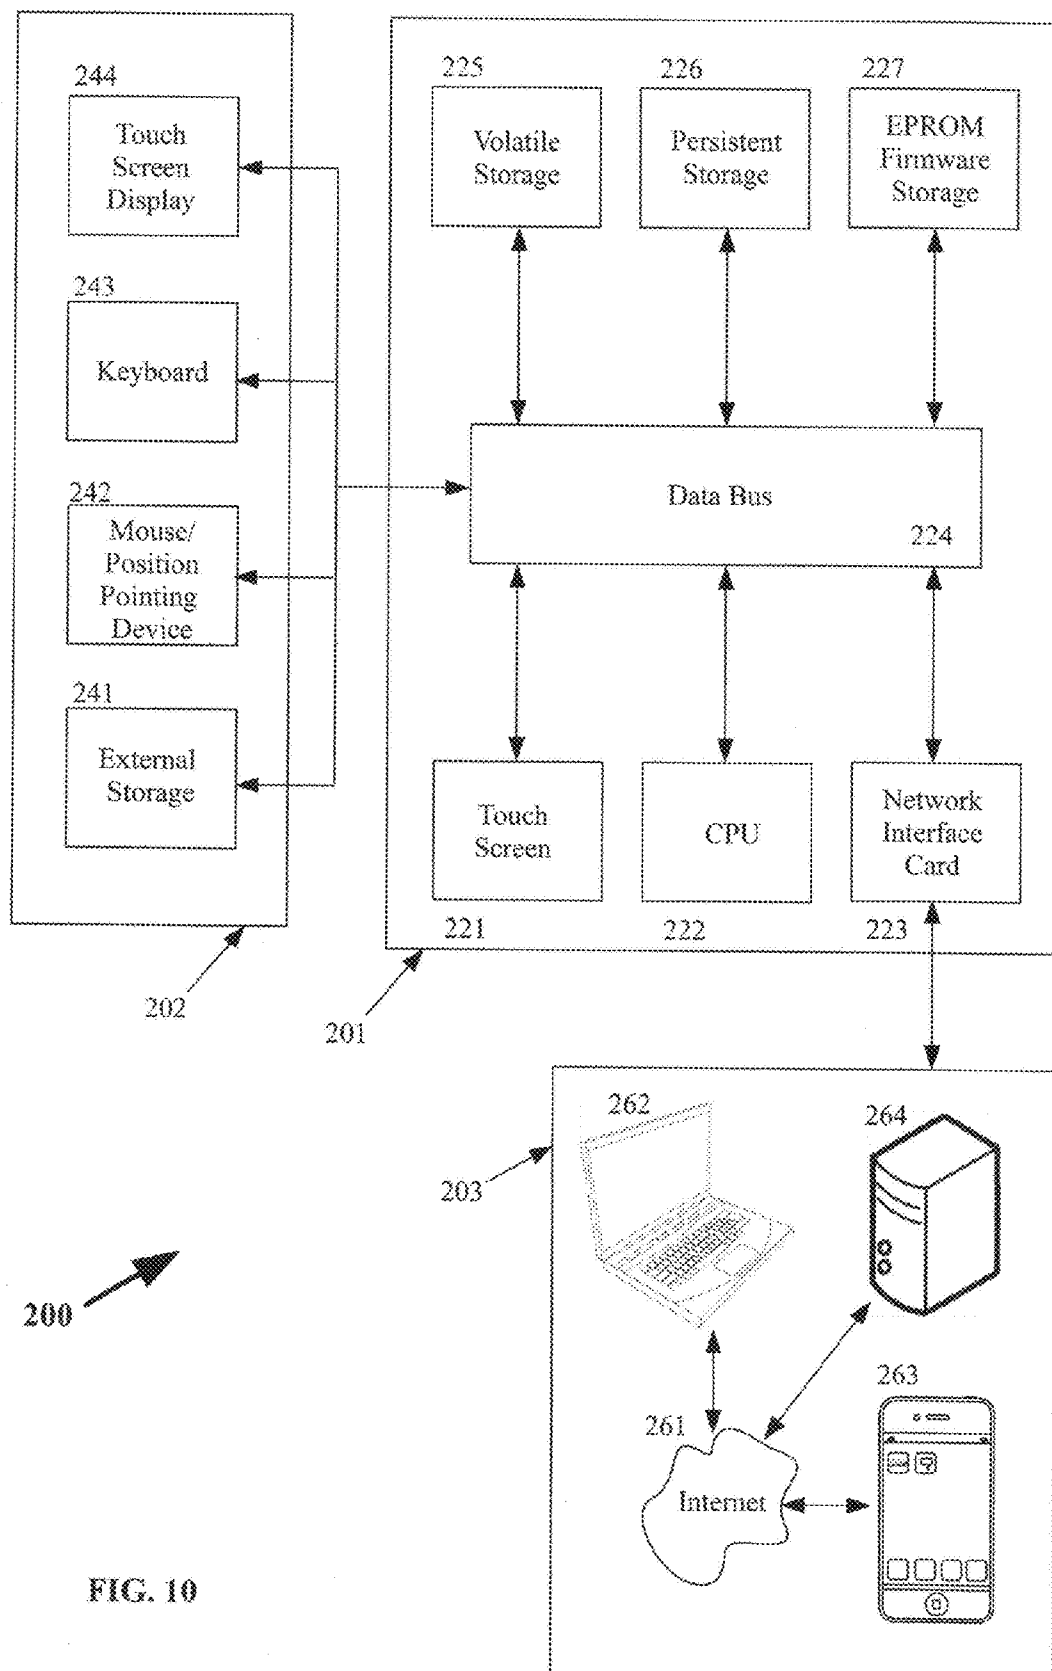 244
Touch
Screen
Display
243
Keyboard
242
Mouse/
Position
Pointing
Device
241
External
Storage
202
225
Volatile
Storage
226
Persistent
Storage
227
EPROM
Firmware
Storage
Data Bus
224
Touch
Screen
221
CPU
222
Network
Interface
Card
223
201
262
264
203
200
263
261
Internet
FIG. 10